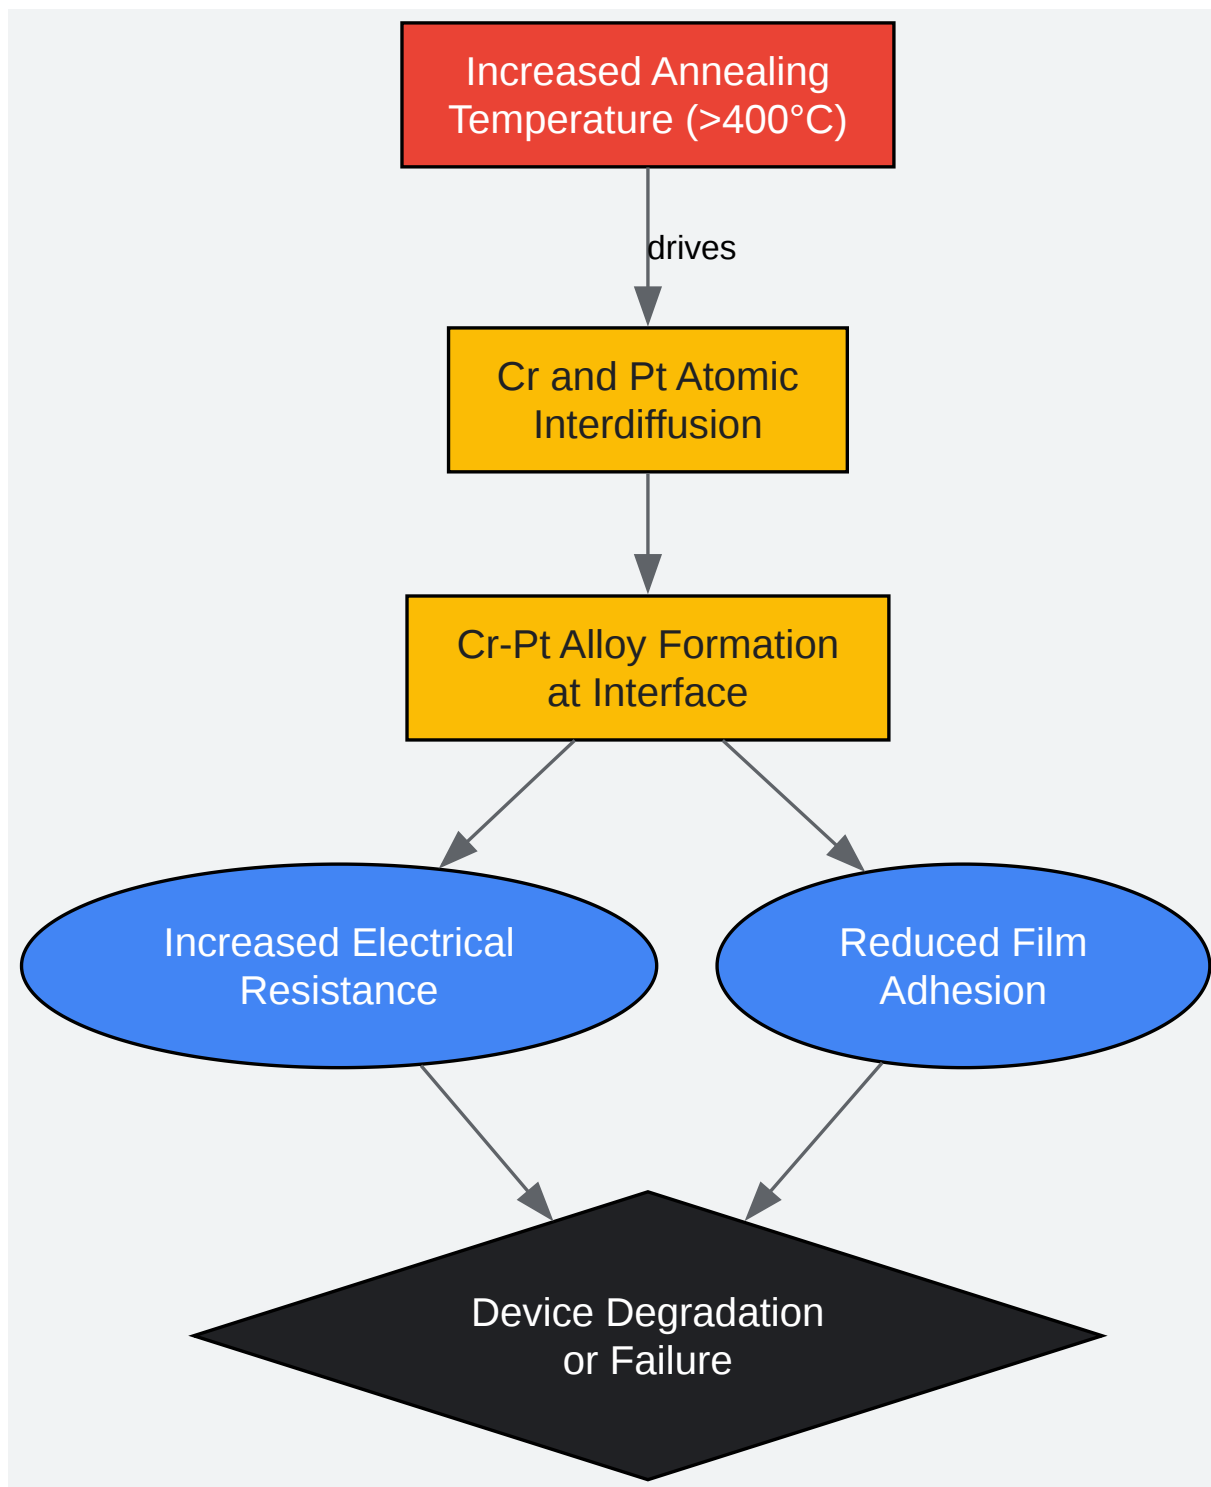 Increased Annealing
Temperature (>400°C)
drives
Cr and Pt Atomic
Interdiffusion
Cr-Pt Alloy Formation
at Interface
Increased Electrical
Resistance
Reduced Film
Adhesion
Device Degradation
or Failure